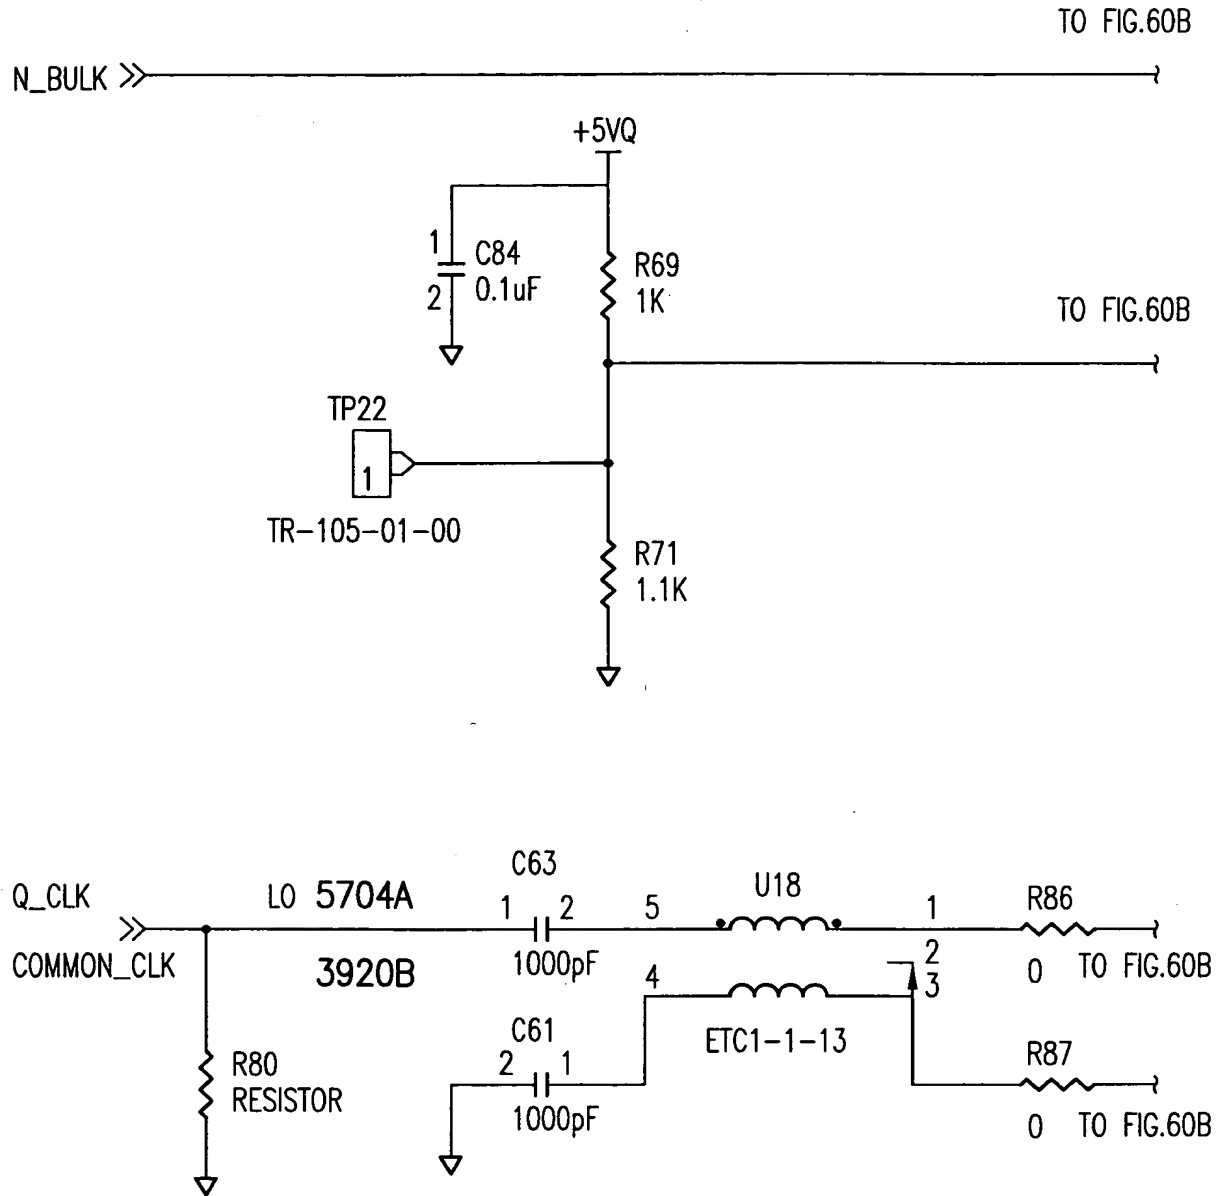 TO FIG.60B
N_BULK
+5VQ
1
C84
0.1uF
2
R69
1K
TO FIG.60B
TP22
1
TR-105-01-00
R71
1.1K
Q_CLK
COMMON_CLK
LO 5704A
3920B
C63
1 2
1000pF
5
U18
1
R86
0
TO FIG.60B
2
3
4
ETC1-1-13
C61
2 1
1000pF
R80
RESISTOR
R87
0
TO FIG.60B